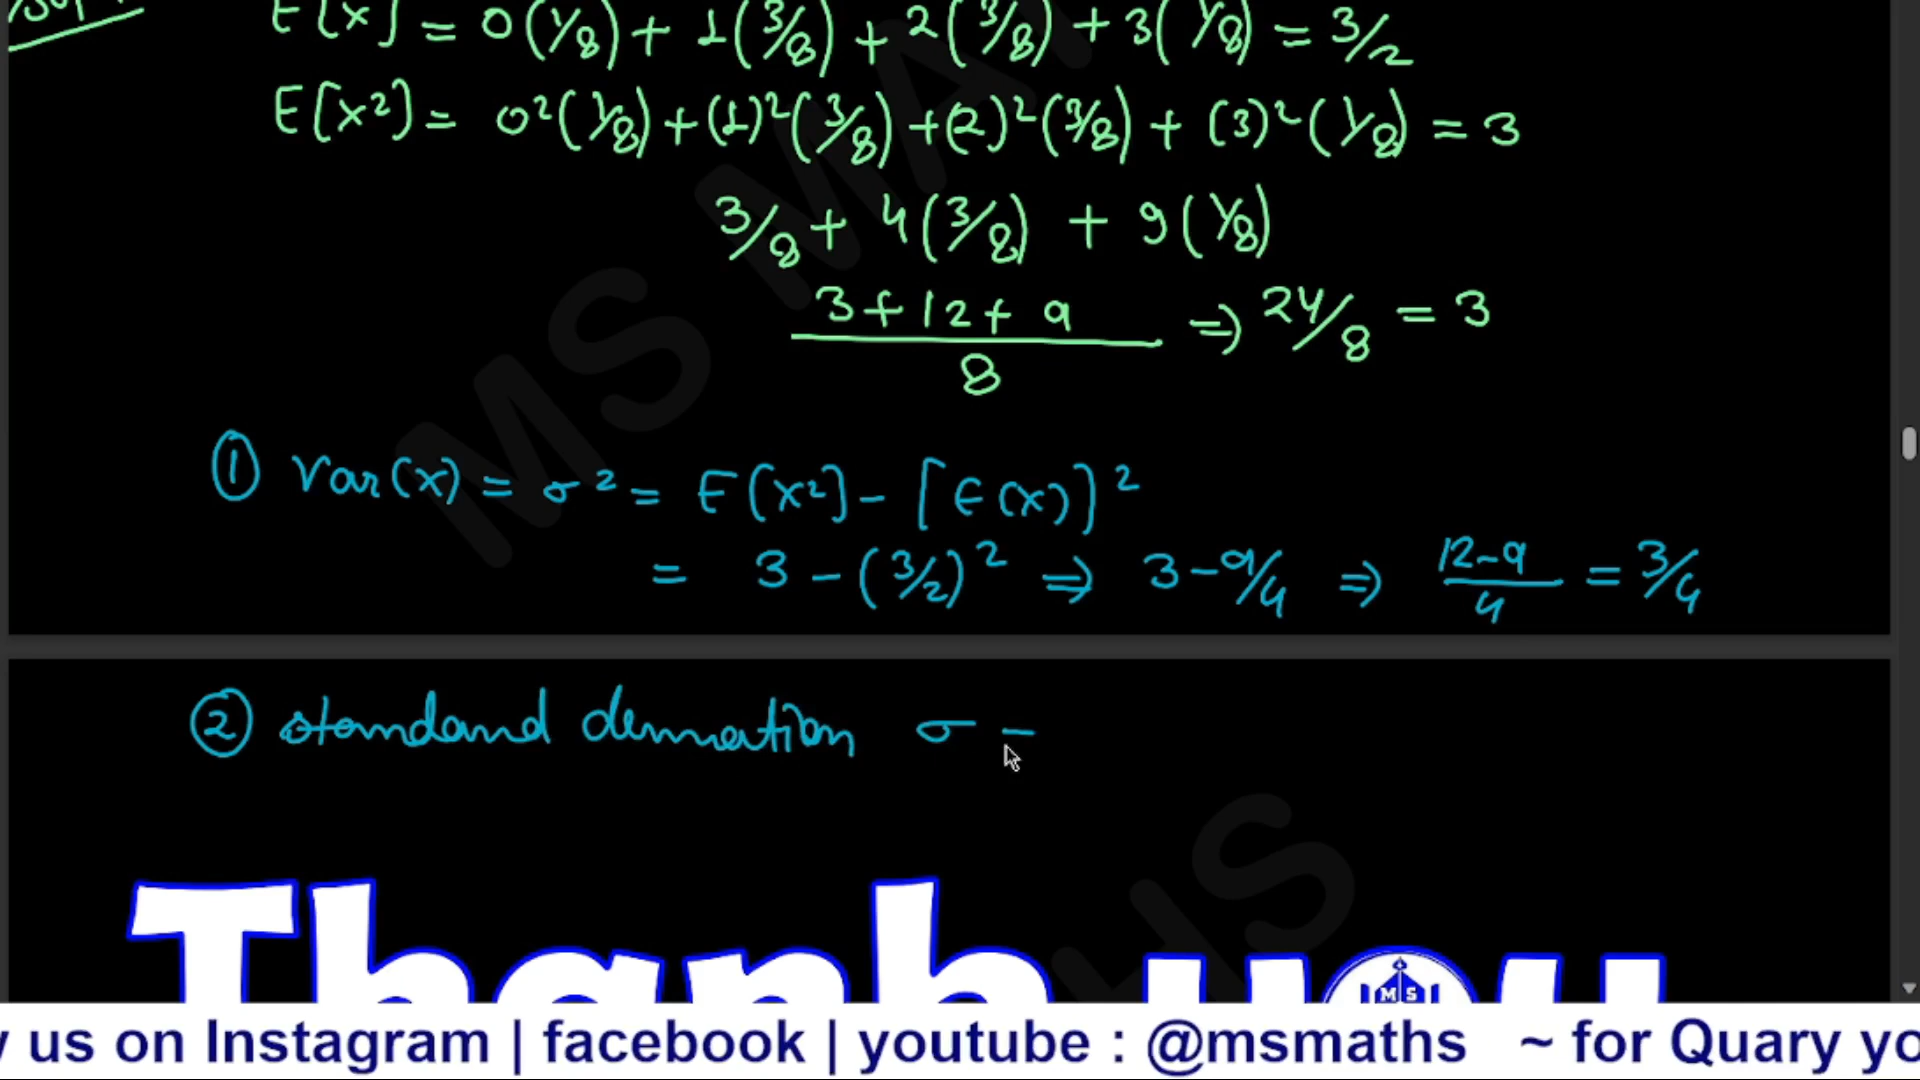 E[x] = 0(1/8) + 1(3/8) + 2(3/8) + 3(1/8) = 3/2
E[x²] = 0²(1/8) + (1)²(3/8) + (2)²(3/8) + (3)²(1/8) = 3
3/8 + 4(3/8) + 9(1/8)
3+12+9
8
⇒ 24/8 = 3
① Var(x) = σ² = E[x²] - [E(x)]²
= 3 - (3/2)² ⇒ 3 - 9/4 ⇒ 12-9/4 = 3/4
② standard deviation σ -
Thank you
MS
us on Instagram | facebook | youtube : @msmaths ~ for Quary yo